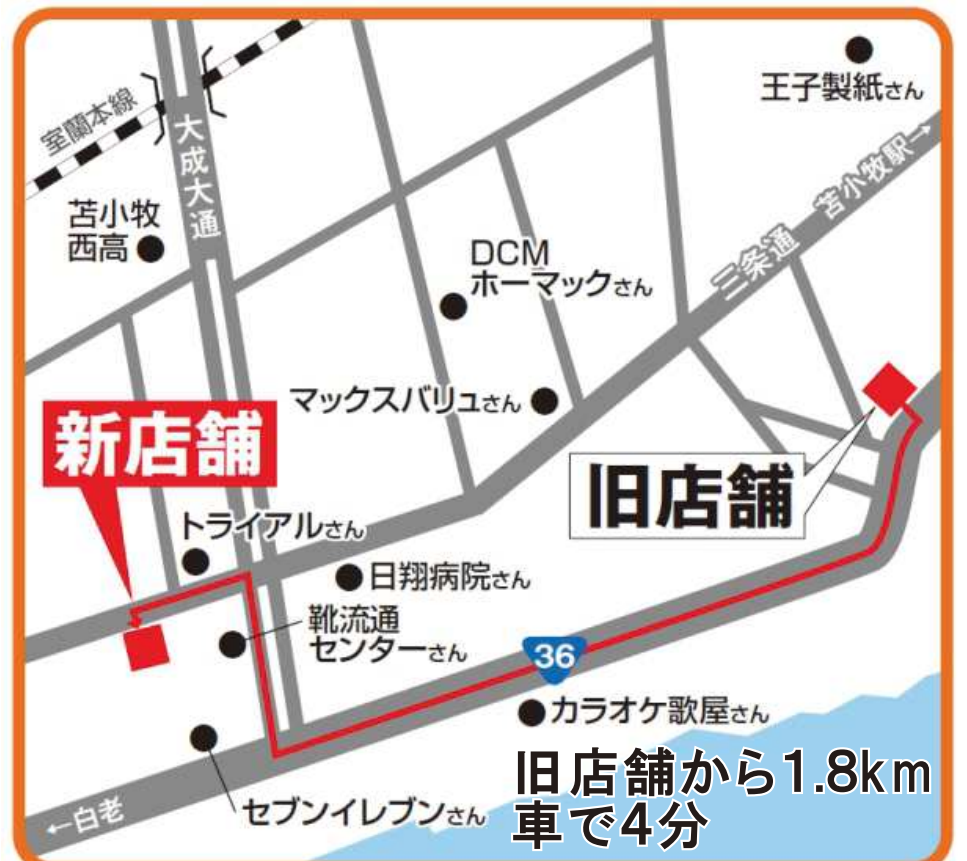 王子製紙さん
室蘭本線
大成大通
苫小牧駅→
苫小牧
西高
DCM
ホーマックさん
三条通
マックスバリュさん
新店舗
旧店舗
トライアルさん
日翔病院さん
靴流通
センターさん
36
カラオケ歌屋さん
旧店舗から1.8km
車で4分
セブンイレブンさん
←白老